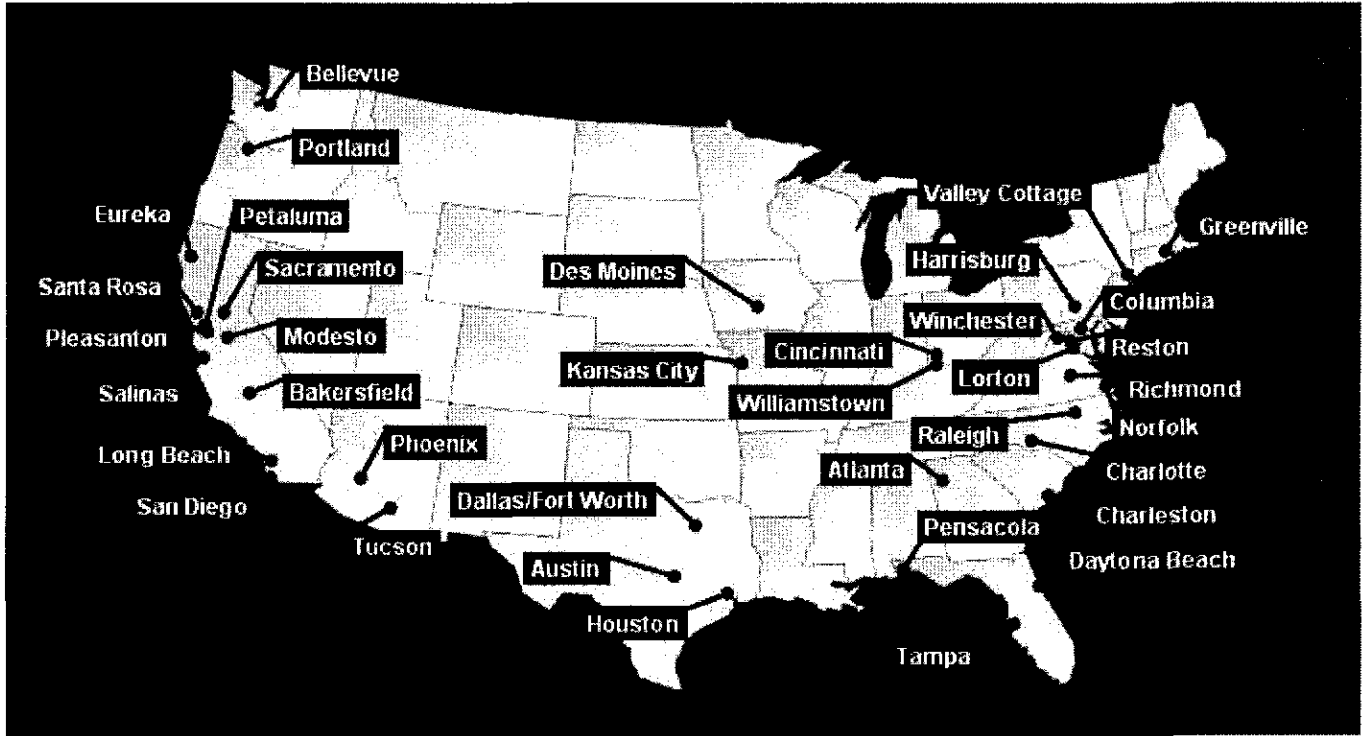 Bellevue
Portland
Valley Cottage
Eureka
Petaluma
Greenville
Sacramento
Des Moines
Harrisburg
Santa Rosa
Columbia
Winchester
Pleasanton
Modesto
Cincinnati
Reston
Kansas City
Lorton
Salinas
Bakersfield
Williamstown
Richmond
Norfolk
Raleigh
Phoenix
Long Beach
Atlanta
Charlotte
Dallas/Fort Worth
San Diego
Charleston
Pensacola
Tucson
Daytona Beach
Austin
Houston
Tampa